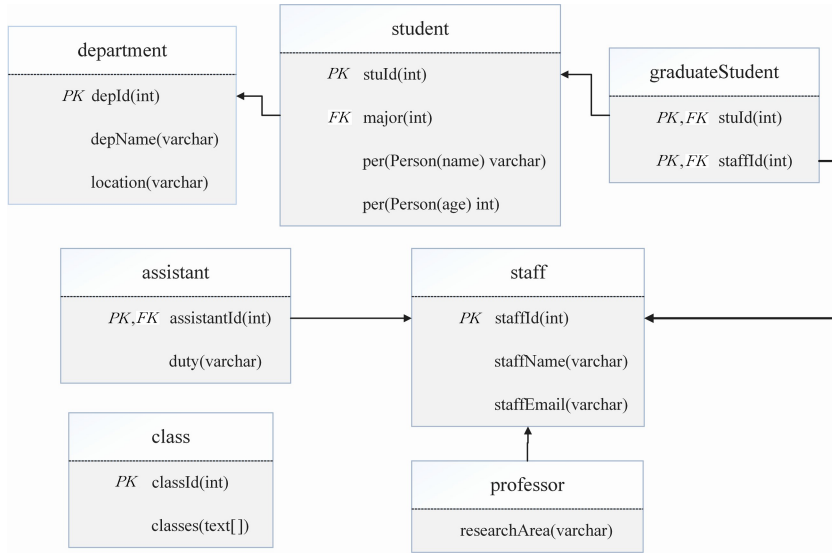 department
PK depId(int)
depName(varchar)
location(varchar)
student
PK stuId(int)
FK major(int)
per(Person(name) varchar)
per(Person(age) int)
graduateStudent
PK,FK stuId(int)
PK,FK staffId(int)
assistant
PK,FK assistantId(int)
duty(varchar)
staff
PK staffId(int)
staffName(varchar)
staffEmail(varchar)
class
PK classId(int)
classes(text[])
professor
researchArea(varchar)